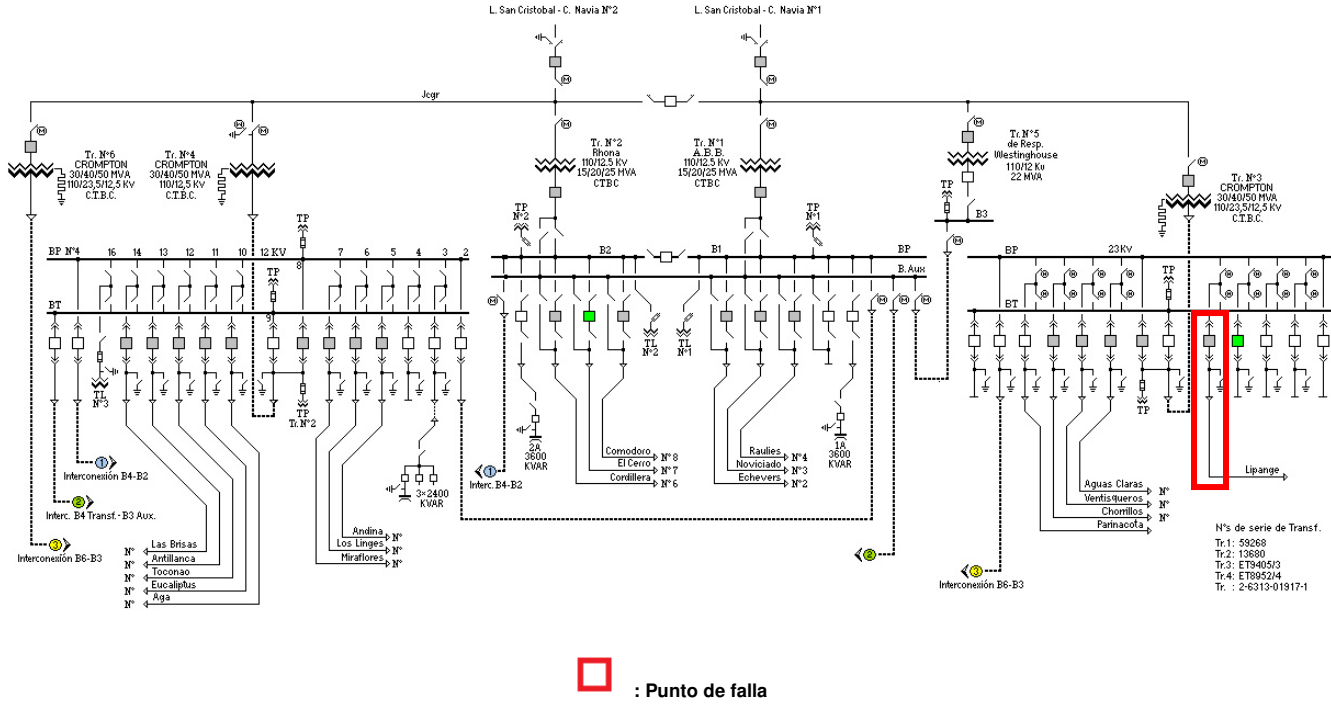 L. San Cristobal - C. Navia N°2
L. San Cristobal - C. Navia N°1
Jcgr
Tr. N°6
CROMPTON
30/40/50 MVA
110/23,5/12,5 Kv
C.T.B.C.
Tr. N°4
CROMPTON
30/40/50 MVA
110/12,5 Kv
C.T.B.C.
Tr. N°2
Rhona
110/12.5 Kv
15/20/25 MVA
CTBC
Tr. N°1
A.B.B.
110/12.5 Kv
15/20/25 MVA
CTBC
Tr. N°5
de Resp.
Westinghouse
110/12 Kv
22 MVA
Tr. N°3
CROMPTON
30/40/50 MVA
110/23,5/12,5 Kv
C.T.B.C.
TP
B3
TP
N°2
TP
N°1
TP
BP N°4
16
14
13
12
11
10
12 KV
8
7
6
5
4
3
2
B2
B1
BP
B.Aux
BP
23Kv
TP
TP
BT
9
BT
TL
N°3
TP
Tr. N°2
TL
N°2
TL
N°1
TP
1
Interconexión B4-B2
2
Interc. B4 Transf.- B3 Aux.
3
Interconexión B6-B3
Las Brisas
N°
Antillanca
N°
Toconao
N°
Eucaliptus
N°
Aga
N°
Andina
N°
Los Linges
N°
Miraflores
N°
3×2400
KVAR
1
Interc. B4-B2
2A
3600
KVAR
Comodoro
N°8
El Cerro
N°7
Cordillera
N°6
Raulies
N°4
Noviciado
N°3
Echevers
N°2
1A
3600
KVAR
2
3
Interconexión B6-B3
Aguas Claras
N°
Ventisqueros
N°
Chorrillos
N°
Parinacota
Lipange
N°s de serie de Transf.
Tr.1: 59268
Tr.2: 13680
Tr.3: ET9405/3
Tr.4: ET8952/4
Tr. : 2-6313-01917-1
: Punto de falla